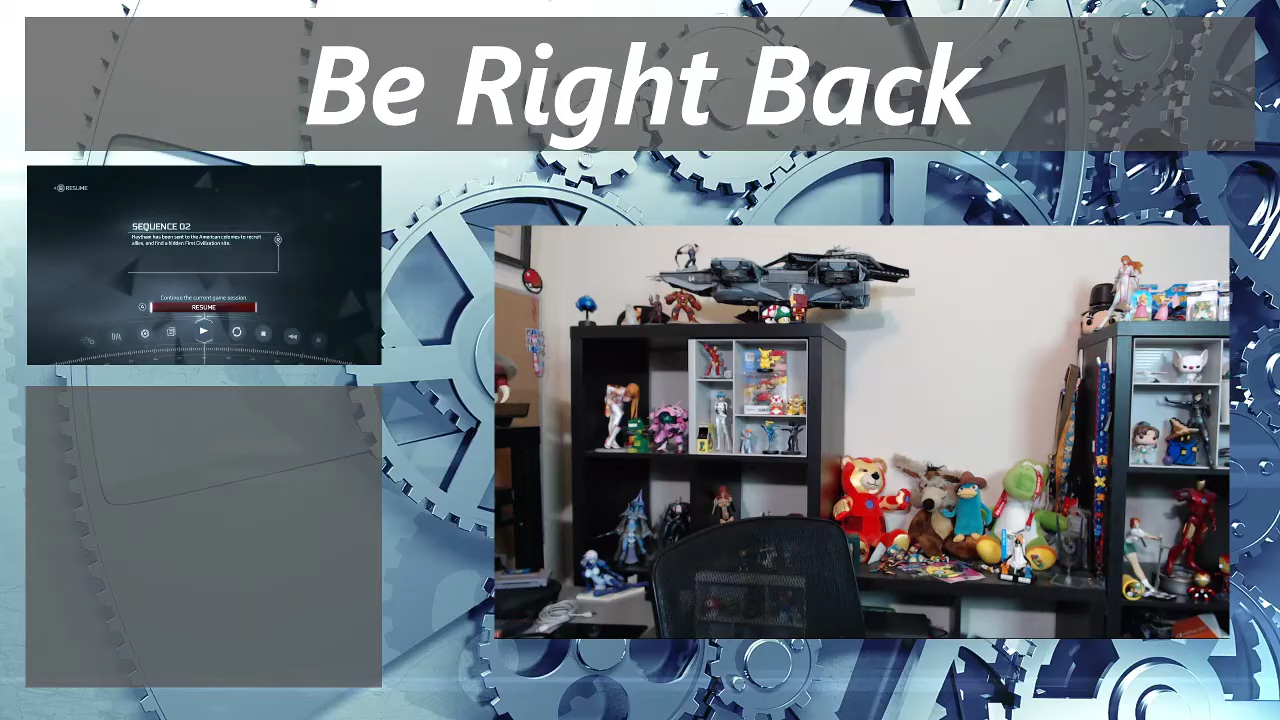 Be Right Back
RESUME
SEQUENCE 02
Haytham has been sent to the American colonies to recruit
allies, and find a hidden First Civilization site.
Continue the current game session.
RESUME